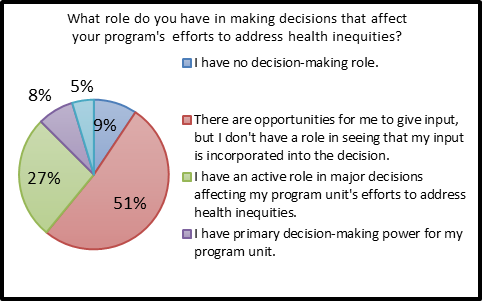 What role do you have in making decisions that affect
your program's efforts to address health inequities?
5%
8%
9%
27%
51%
I have no decision-making role.
There are opportunities for me to give input,
but I don't have a role in seeing that my input
is incorporated into the decision.
I have an active role in major decisions
affecting my program unit's efforts to address
health inequities.
I have primary decision-making power for my
program unit.